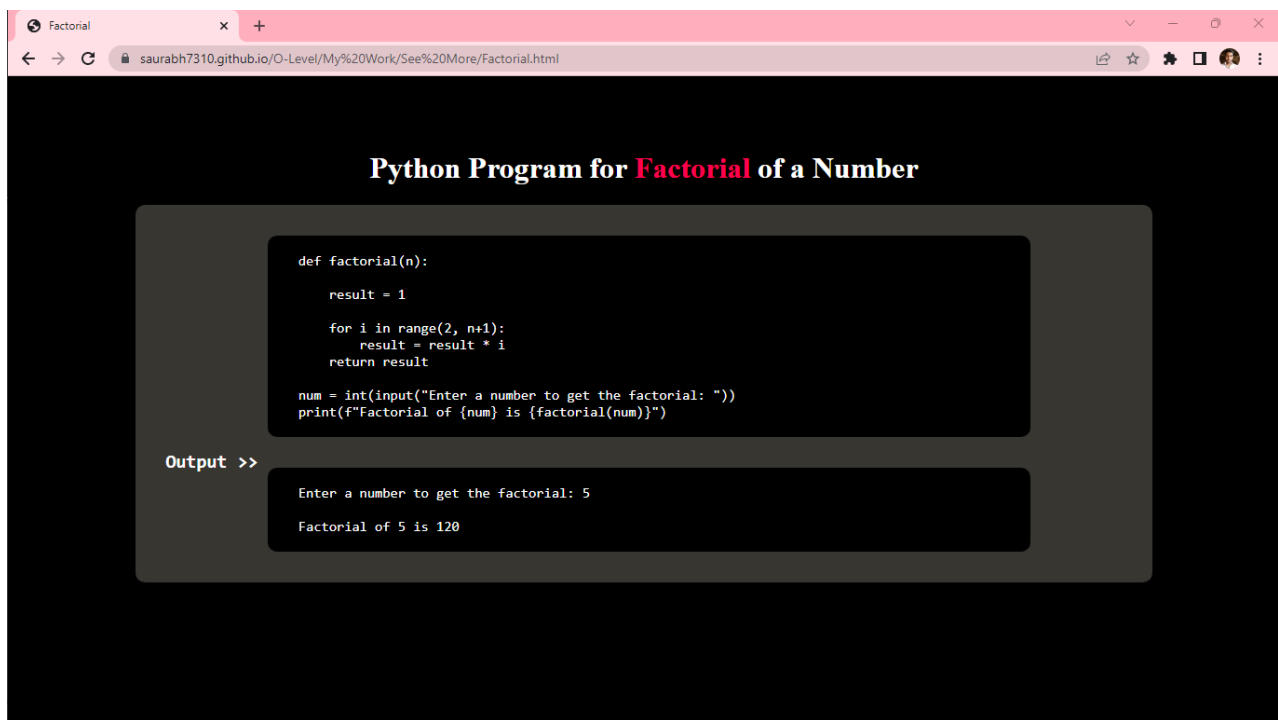 Factorial
saurabh7310.github.io/O-Level/My%20Work/See%20More/Factorial.html
Python Program for Factorial of a Number
def factorial(n):
    result = 1
    for i in range(2, n+1):
        result = result * i
    return result
num = int(input("Enter a number to get the factorial: "))
print(f"Factorial of {num} is {factorial(num)}")
Output >>
Enter a number to get the factorial: 5
Factorial of 5 is 120